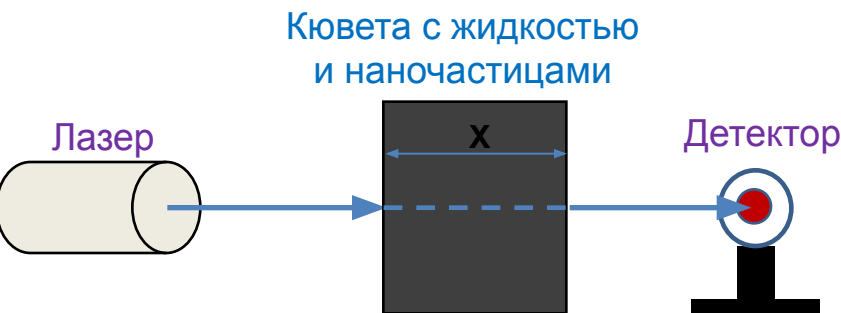 Кювета с жидкостью
и наночастицами
Лазер
x
Детектор